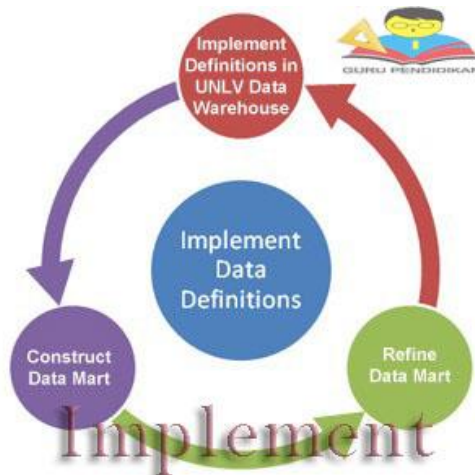 Implement
Definitions in
UNLV Data
Warehouse
GURU PENDIDIKAN
Implement
Data
Definitions
Construct
Data Mart
Refine
Data Mart
Implement